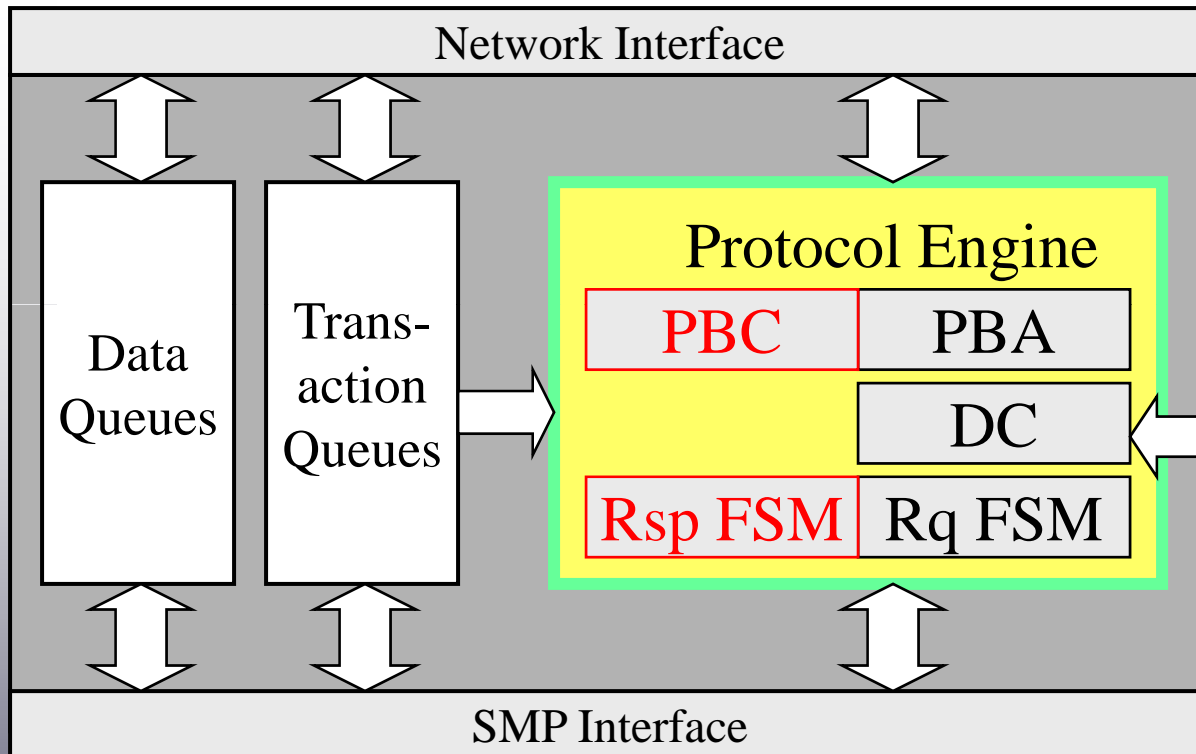 Network Interface
Data
Queues
Trans-
action
Queues
Protocol Engine
PBC
PBA
DC
Rsp FSM
Rq FSM
SMP Interface